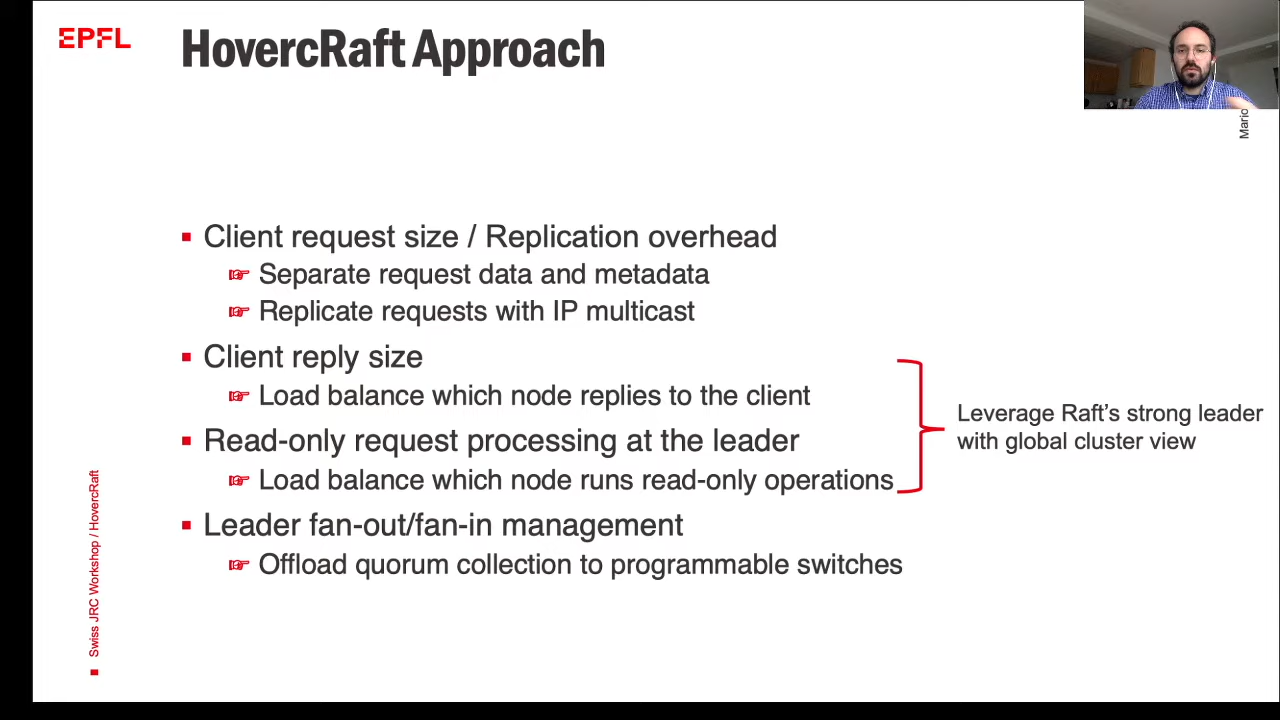 EPFL
HovercRaft Approach
Mario
Client request size / Replication overhead
Separate request data and metadata
Replicate requests with IP multicast
Client reply size
Load balance which node replies to the client
Read-only request processing at the leader
Load balance which node runs read-only operations
Leader fan-out/fan-in management
Offload quorum collection to programmable switches
Leverage Raft's strong leader
with global cluster view
Swiss JRC Workshop / HovercRaft